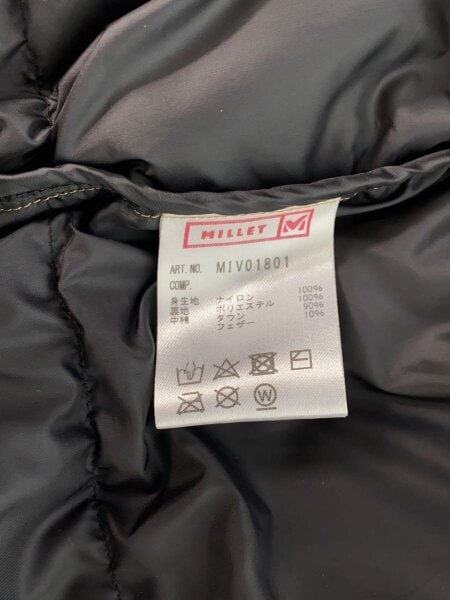 MILLET M
ART.NO. MIV01801
COMP.
身生地 ナイロン 100%
裏地 ポリエステル 100%
中綿 ダウン 90%
フェザー 10%
W